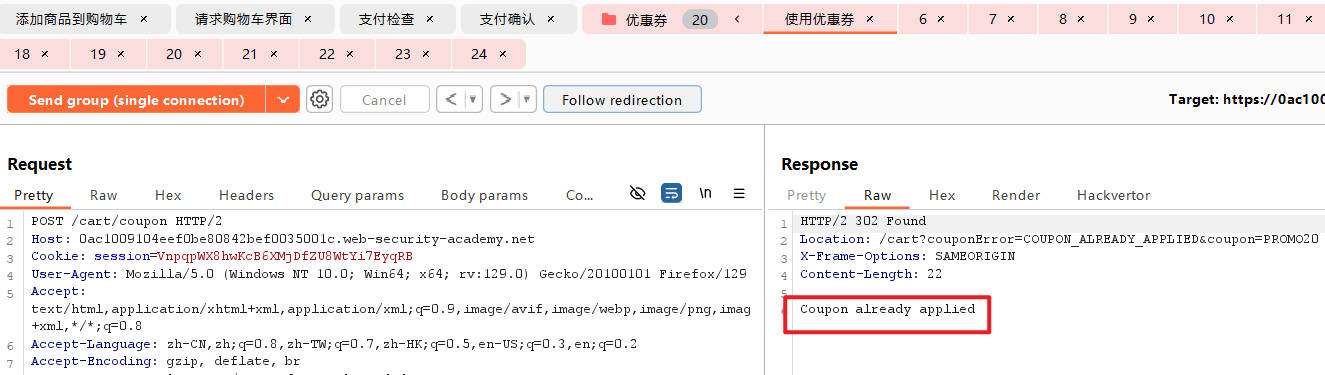 添加商品到购物车 × 请求购物车界面 × 支付检查 × 支付确认 × 优惠券 20 < 使用优惠券 × 6 × 7 × 8 × 9 × 10 × 11 ×
18 × 19 × 20 × 21 × 22 × 23 × 24 ×
Send group (single connection) Cancel < > Follow redirection Target: https://0ac100
Request
Pretty Raw Hex Headers Query params Body params Co... \n
1 POST /cart/coupon HTTP/2
2 Host: 0ac1009104eef0be80842bef0035001c.web-security-academy.net
3 Cookie: session=VnpqpWX8hwKcB6XMjDfZU8WtYi7EyqRB
4 User-Agent: Mozilla/5.0 (Windows NT 10.0; Win64; x64; rv:129.0) Gecko/20100101 Firefox/129
5 Accept:
text/html,application/xhtml+xml,application/xml;q=0.9,image/avif,image/webp,image/png,imag
+xml,*/*;q=0.8
6 Accept-Language: zh-CN,zh;q=0.8,zh-TW;q=0.7,zh-HK;q=0.5,en-US;q=0.3,en;q=0.2
7 Accept-Encoding: gzip, deflate, br
Response
Pretty Raw Hex Render Hackvertor
1 HTTP/2 302 Found
2 Location: /cart?couponError=COUPON_ALREADY_APPLIED&coupon=PROMO20
3 X-Frame-Options: SAMEORIGIN
4 Content-Length: 22
5
Coupon already applied